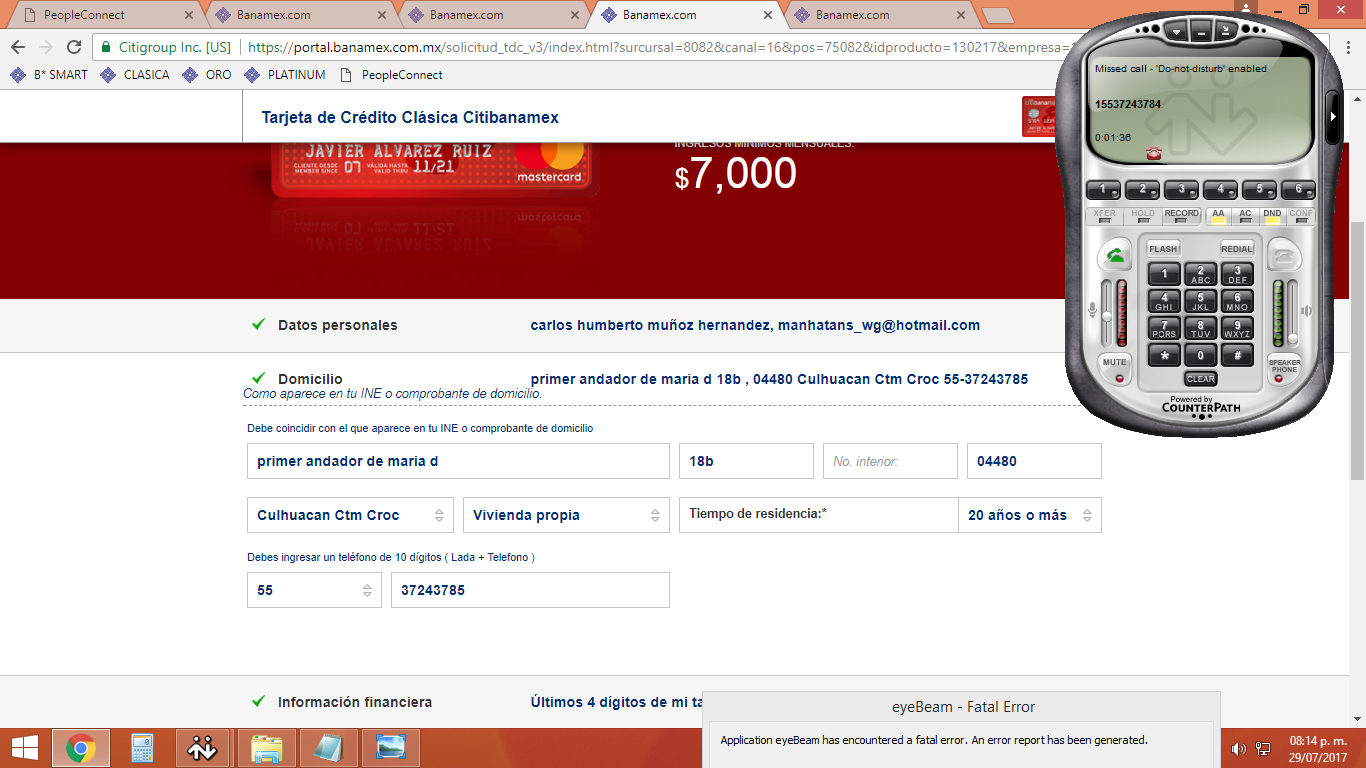 PeopleConnect
Banamex.com
Banamex.com
Banamex.com
Banamex.com
Citigroup Inc. [US]
https://portal.banamex.com.mx/solicitud_tdc_v3/index.html?surcursal=8082&canal=16&pos=75082&idproducto=130217&empresa=
B* SMART
CLASICA
ORO
PLATINUM
PeopleConnect
Tarjeta de Crédito Clásica Citibanamex
JAVIER ALVAREZ RUIZ
CLIENTE DESDE
MEMBER SINCE
07
VÁLIDA HASTA
VALID THRU
11/21
mastercard
INGRESOS MÍNIMOS MENSUALES:
$7,000
Datos personales
carlos humberto muñoz hernandez, manhatans_wg@hotmail.com
Domicilio
primer andador de maria d 18b , 04480 Culhuacan Ctm Croc 55-37243785
Como aparece en tu INE o comprobante de domicilio.
Debe coincidir con el que aparece en tu INE o comprobante de domicilio
primer andador de maria d
18b
No. interior:
04480
Culhuacan Ctm Croc
Vivienda propia
Tiempo de residencia:*
20 años o más
Debes ingresar un teléfono de 10 dígitos ( Lada + Telefono )
55
37243785
Información financiera
Últimos 4 dígitos de mi ta
Missed call - 'Do-not-disturb' enabled
15537243784
0:01:36
1 2 3 4 5 6
XFER HOLD RECORD AA AC DND CONF
FLASH
REDIAL
1
2 ABC
3 DEF
4 GHI
5 JKL
6 MNO
7 PQRS
8 TUV
9 WXYZ
* 0 #
MUTE
SPEAKER PHONE
CLEAR
Powered by
COUNTERPATH
eyeBeam - Fatal Error
Application eyeBeam has encountered a fatal error. An error report has been generated.
08:14 p. m.
29/07/2017